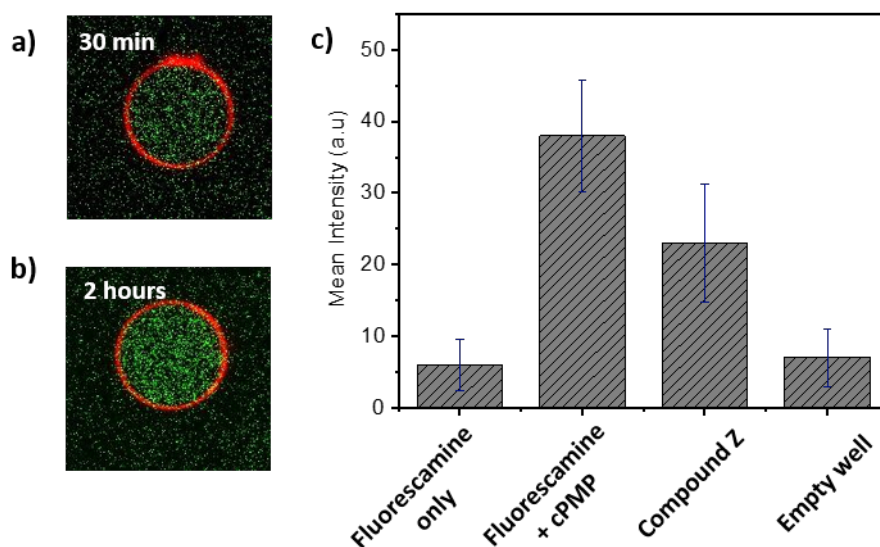 a)
30 min
b)
2 hours
c)
Mean Intensity (a.u)
50
40
30
20
10
0
Fluorescamine
only
Fluorescamine
+ cPMP
Compound Z
Empty well